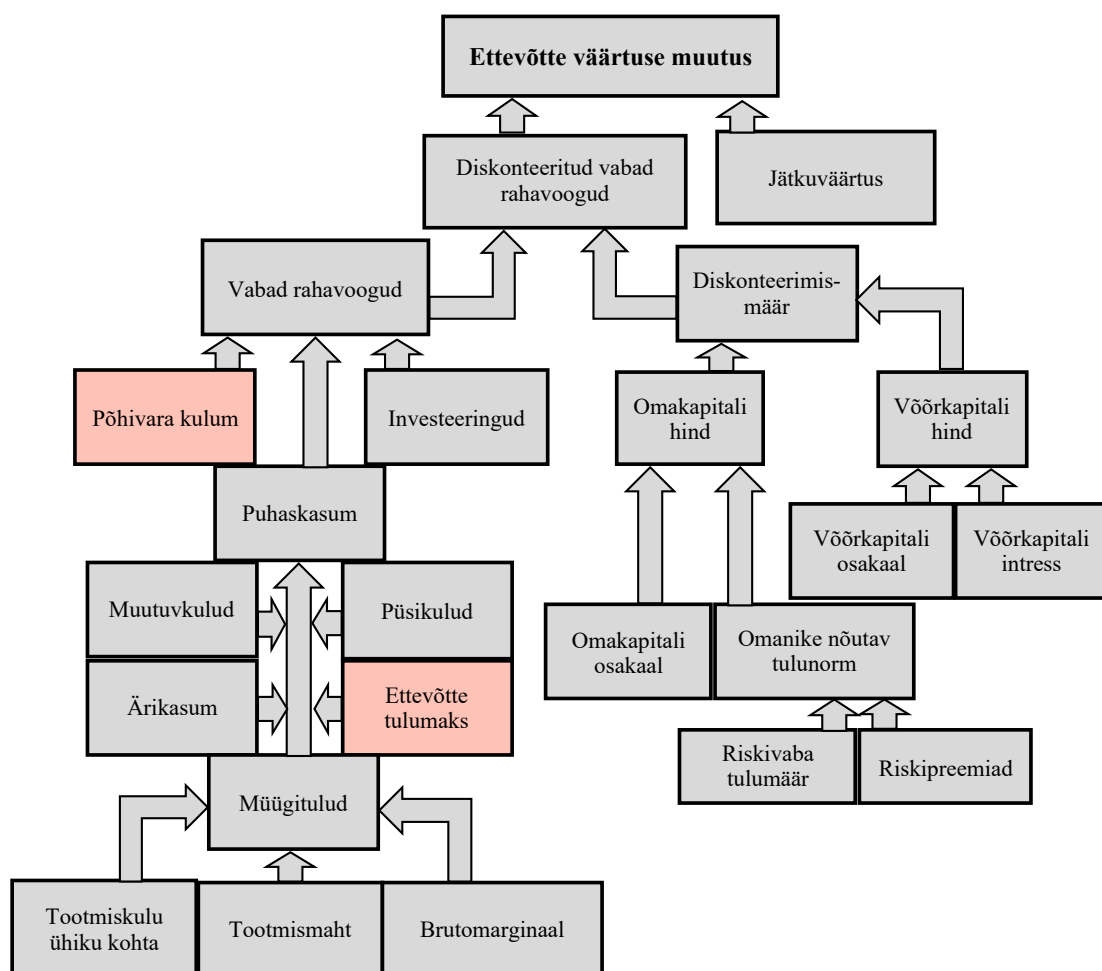 Ettevõtte väärtuse muutus
Diskonteeritud vabad
rahavoogud
Jätkuväärtus
Vabad rahavoogud
Diskonteerimis-
määr
Põhivara kulum
Investeeringud
Omakapitali
hind
Võõrkapitali
hind
Puhaskasum
Võõrkapitali
osakaal
Võõrkapitali
intress
Muutuvkulud
Püsikulud
Omakapitali
osakaal
Omanike nõutav
tulunorm
Ärikasum
Ettevõtte
tulumaks
Riskivaba
tulumäär
Riskipreemiad
Müügitulud
Tootmiskulu
ühiku kohta
Tootmismaht
Brutomarginaal